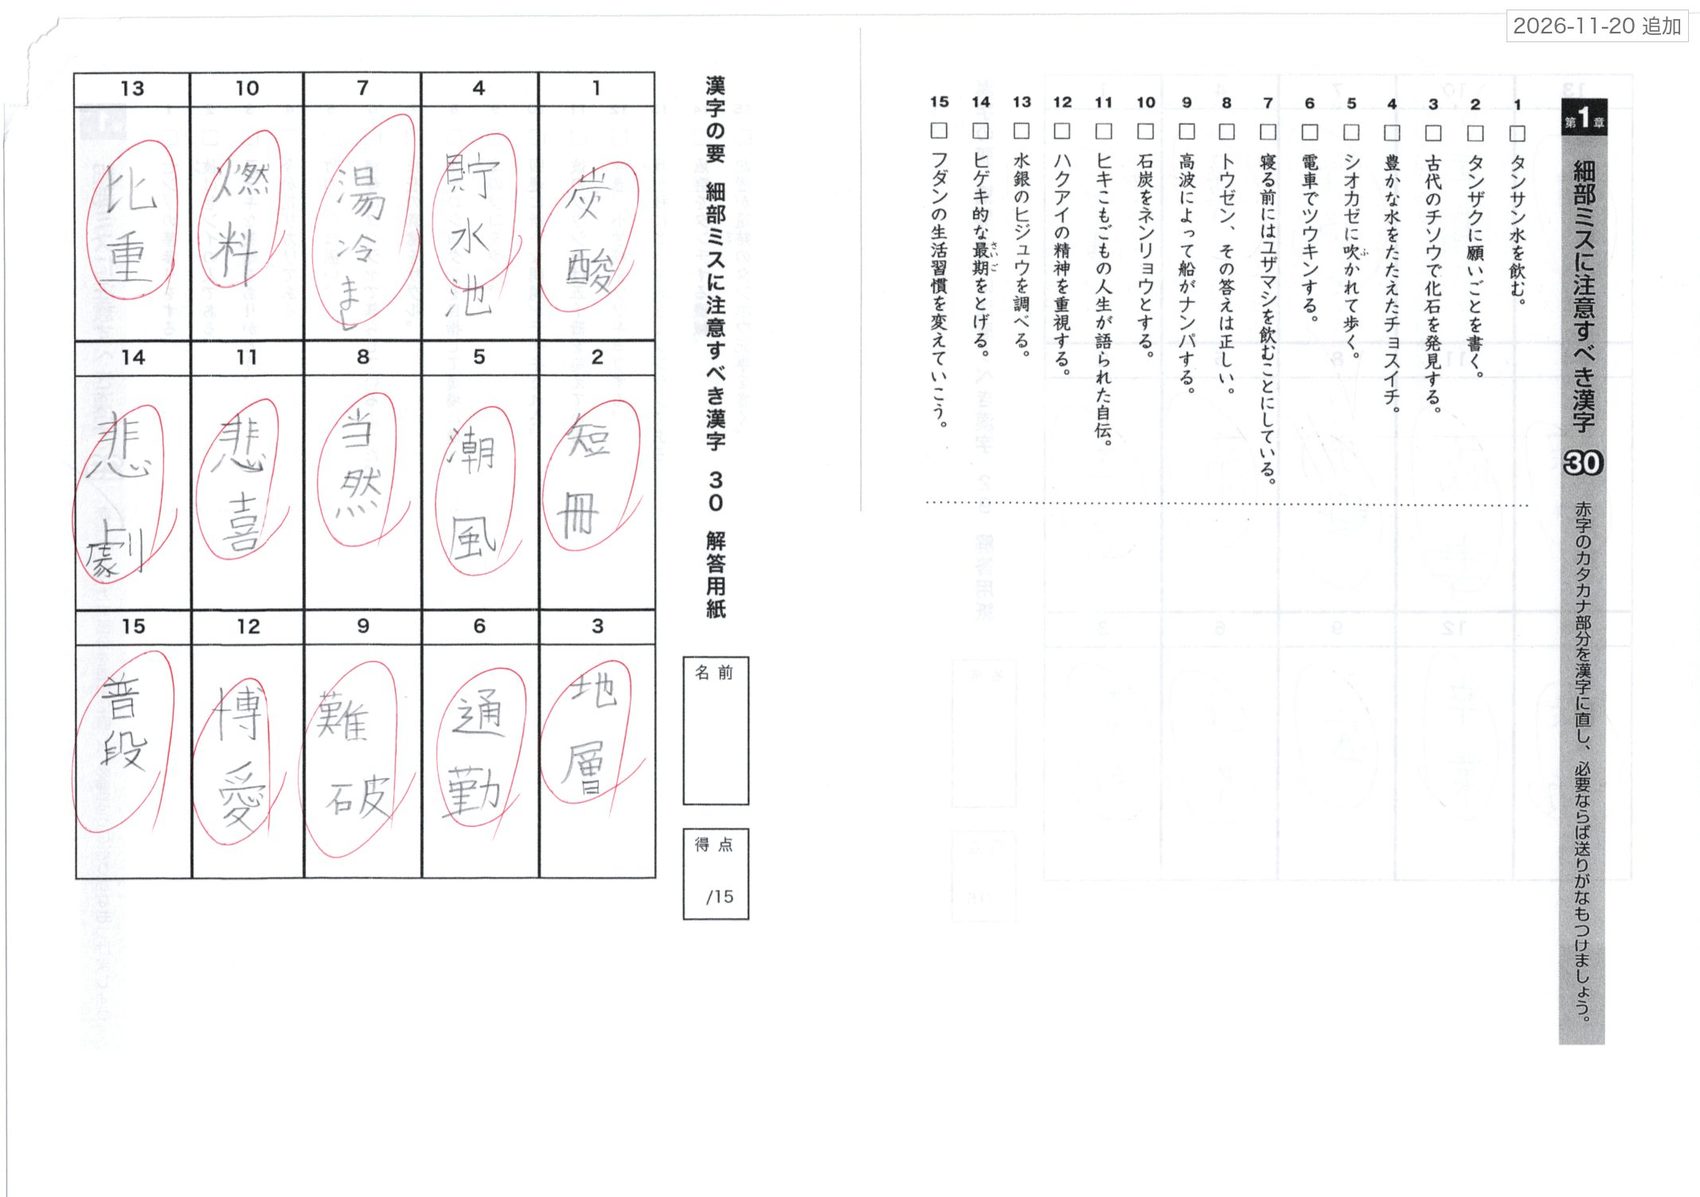 2026-11-20 追加
第1章 細部ミスに注意すべき漢字 30 赤字のカタカナ部分を漢字に直し、必要ならば送りがなもつけましょう。
1 □ タンサン水を飲む。
2 □ タンザクに願いごとを書く。
3 □ 古代のチソウで化石を発見する。
4 □ 豊かな水をたたえたチョスイチ。
5 □ シオカゼに吹かれて歩く。
ふ
6 □ 電車でツウキンする。
7 □ 寝る前にはユザマシを飲むことにしている。
8 □ トウゼン、その答えは正しい。
9 □ 高波によって船がナンパする。
10 □ 石炭をネンリョウとする。
11 □ ヒキこもごもの人生が語られた自伝。
12 □ ハクアイの精神を重視する。
13 □ 水銀のヒジュウを調べる。
14 □ ヒゲキ的な最期をとげる。
さいご
15 □ フダンの生活習慣を変えていこう。
漢字の要 細部ミスに注意すべき漢字 30 解答用紙
名前
得点
/15
1
炭酸
2
短冊
3
地層
4
貯水池
5
潮風
6
通勤
7
湯冷まし
8
当然
9
難破
10
燃料
11
悲喜
12
博愛
13
比重
14
悲劇
15
普段